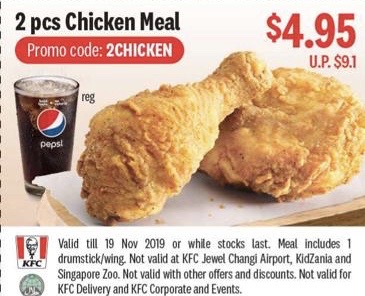 2 pcs Chicken Meal
Promo code: 2CHICKEN
$4.95
U.P. $9.1
reg
pepsi
KFC
Valid till 19 Nov 2019 or while stocks last. Meal includes 1
drumstick/wing. Not valid at KFC Jewel Changi Airport, KidZania and
Singapore Zoo. Not valid with other offers and discounts. Not valid for
KFC Delivery and KFC Corporate and Events.